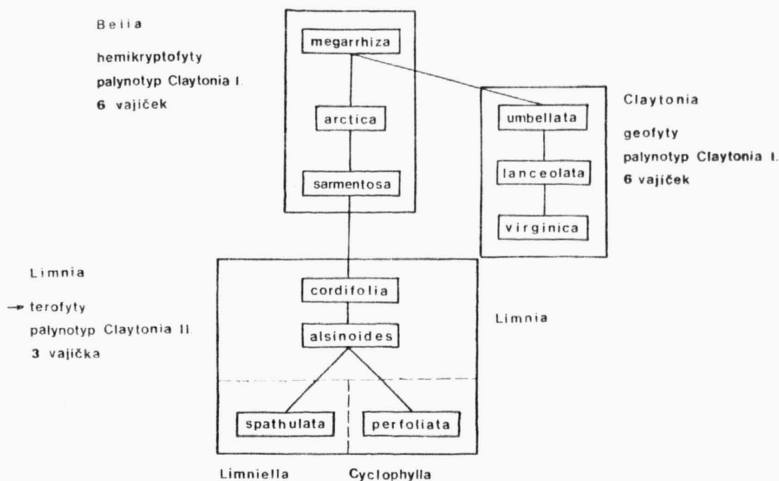 Belia
hemikryptofyty
palynotyp Claytonia I.
6 vajíček
megarrhiza
arctica
sarmentosa
Claytonia
geofyty
palynotyp Claytonia I.
6 vajíček
umbellata
lanceolata
virginica
Limnia
→ terofyty
palynotyp Claytonia II.
3 vajíčka
cordifolia
alsinoides
Limnia
spathulata
perfoliata
Limniella
Cyclophylla